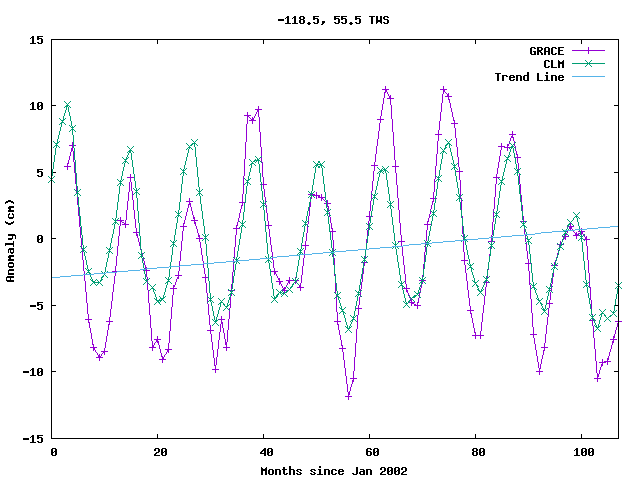 -118.5, 55.5 TWS
15
10
5
0
-5
-10
-15
GRACE
CLM
Trend Line
Anomaly (cm)
0 20 40 60 80 100
Months since Jan 2002